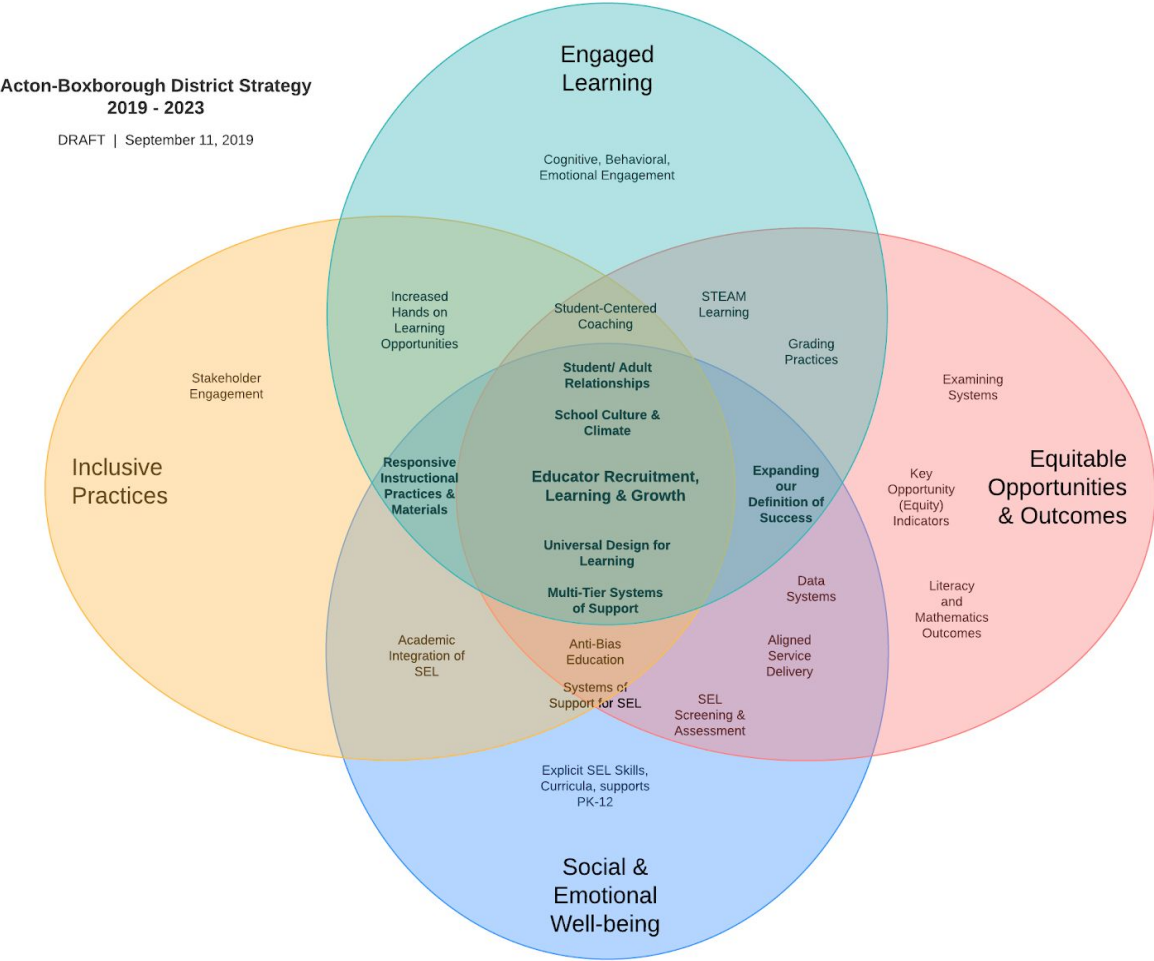 Acton-Boxborough District Strategy
2019 - 2023
DRAFT | September 11, 2019
Engaged
Learning
Cognitive, Behavioral,
Emotional Engagement
Increased
Hands on
Learning
Opportunities
Student-Centered
Coaching
STEAM
Learning
Grading
Practices
Stakeholder
Engagement
Inclusive
Practices
Student/ Adult
Relationships
School Culture &
Climate
Educator Recruitment,
Learning & Growth
Universal Design for
Learning
Multi-Tier Systems
of Support
Responsive
Instructional
Practices &
Materials
Expanding
our
Definition of
Success
Examining
Systems
Key
Opportunity
(Equity)
Indicators
Equitable
Opportunities
& Outcomes
Literacy
and
Mathematics
Outcomes
Data
Systems
Aligned
Service
Delivery
SEL
Screening &
Assessment
Academic
Integration of
SEL
Anti-Bias
Education
Systems of
Support for SEL
Explicit SEL Skills,
Curricula, supports
PK-12
Social &
Emotional
Well-being